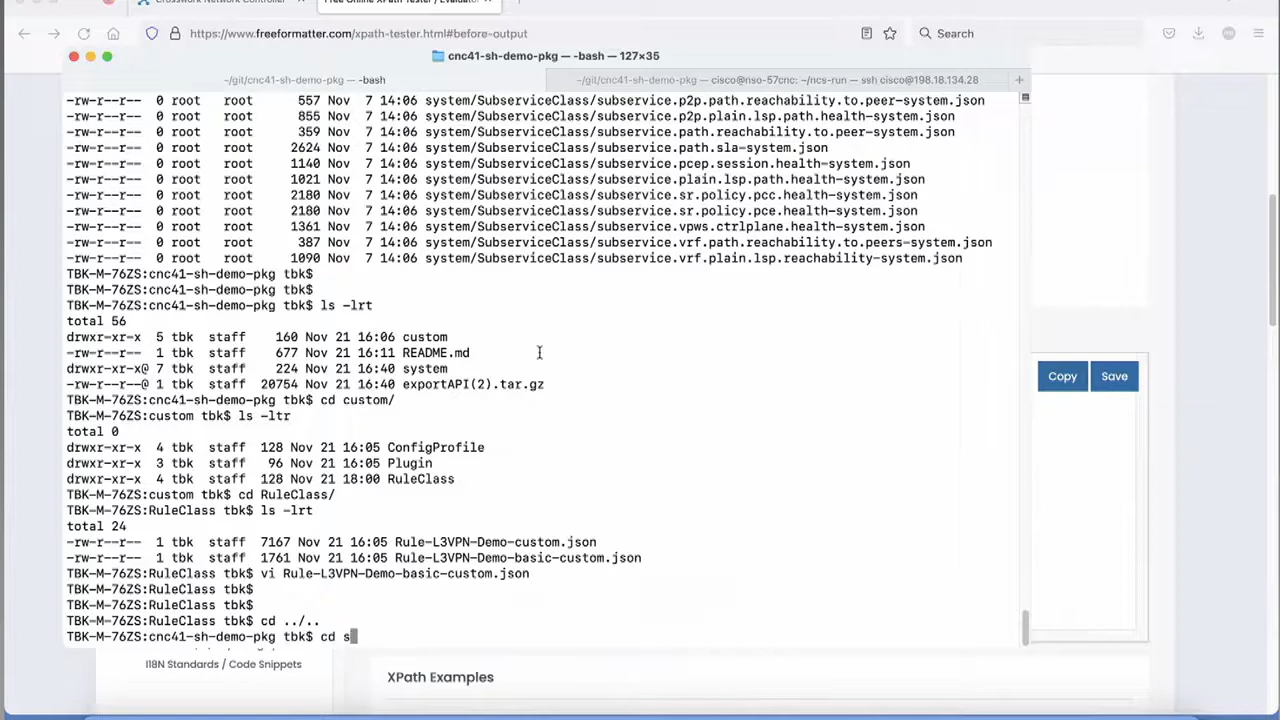 Crosswork Network Controller
Free Online XPath Tester / Evaluator
https://www.freeformatter.com/xpath-tester.html#before-output
Search
cnc41-sh-demo-pkg — -bash — 127×35
~/git/cnc41-sh-demo-pkg — -bash
~/git/cnc41-sh-demo-pkg — cisco@nso-57cnc: ~/ncs-run — ssh cisco@198.18.134.28
-rw-r--r-- 0 root root 557 Nov 7 14:06 system/SubserviceClass/subservice.p2p.path.reachability.to.peer-system.json
-rw-r--r-- 0 root root 855 Nov 7 14:06 system/SubserviceClass/subservice.p2p.plain.lsp.path.health-system.json
-rw-r--r-- 0 root root 359 Nov 7 14:06 system/SubserviceClass/subservice.path.reachability.to.peer-system.json
-rw-r--r-- 0 root root 2624 Nov 7 14:06 system/SubserviceClass/subservice.path.sla-system.json
-rw-r--r-- 0 root root 1140 Nov 7 14:06 system/SubserviceClass/subservice.pcep.session.health-system.json
-rw-r--r-- 0 root root 1021 Nov 7 14:06 system/SubserviceClass/subservice.plain.lsp.path.health-system.json
-rw-r--r-- 0 root root 2180 Nov 7 14:06 system/SubserviceClass/subservice.sr.policy.pcc.health-system.json
-rw-r--r-- 0 root root 2180 Nov 7 14:06 system/SubserviceClass/subservice.sr.policy.pce.health-system.json
-rw-r--r-- 0 root root 1361 Nov 7 14:06 system/SubserviceClass/subservice.vpws.ctrlplane.health-system.json
-rw-r--r-- 0 root root 387 Nov 7 14:06 system/SubserviceClass/subservice.vrf.path.reachability.to.peers-system.json
-rw-r--r-- 0 root root 1090 Nov 7 14:06 system/SubserviceClass/subservice.vrf.plain.lsp.reachability-system.json
TBK-M-76ZS:cnc41-sh-demo-pkg tbk$
TBK-M-76ZS:cnc41-sh-demo-pkg tbk$
TBK-M-76ZS:cnc41-sh-demo-pkg tbk$ ls -lrt
total 56
drwxr-xr-x 5 tbk staff 160 Nov 21 16:06 custom
-rw-r--r-- 1 tbk staff 677 Nov 21 16:11 README.md
drwxr-xr-x@ 7 tbk staff 224 Nov 21 16:40 system
-rw-r--r--@ 1 tbk staff 20754 Nov 21 16:40 exportAPI(2).tar.gz
TBK-M-76ZS:cnc41-sh-demo-pkg tbk$ cd custom/
TBK-M-76ZS:custom tbk$ ls -ltr
total 0
drwxr-xr-x 4 tbk staff 128 Nov 21 16:05 ConfigProfile
drwxr-xr-x 3 tbk staff 96 Nov 21 16:05 Plugin
drwxr-xr-x 4 tbk staff 128 Nov 21 18:00 RuleClass
TBK-M-76ZS:custom tbk$ cd RuleClass/
TBK-M-76ZS:RuleClass tbk$ ls -lrt
total 24
-rw-r--r-- 1 tbk staff 7167 Nov 21 16:05 Rule-L3VPN-Demo-custom.json
-rw-r--r-- 1 tbk staff 1761 Nov 21 16:05 Rule-L3VPN-Demo-basic-custom.json
TBK-M-76ZS:RuleClass tbk$ vi Rule-L3VPN-Demo-basic-custom.json
TBK-M-76ZS:RuleClass tbk$
TBK-M-76ZS:RuleClass tbk$
TBK-M-76ZS:RuleClass tbk$ cd ../..
TBK-M-76ZS:cnc41-sh-demo-pkg tbk$ cd s
Copy
Save
I18N Standards / Code Snippets
XPath Examples